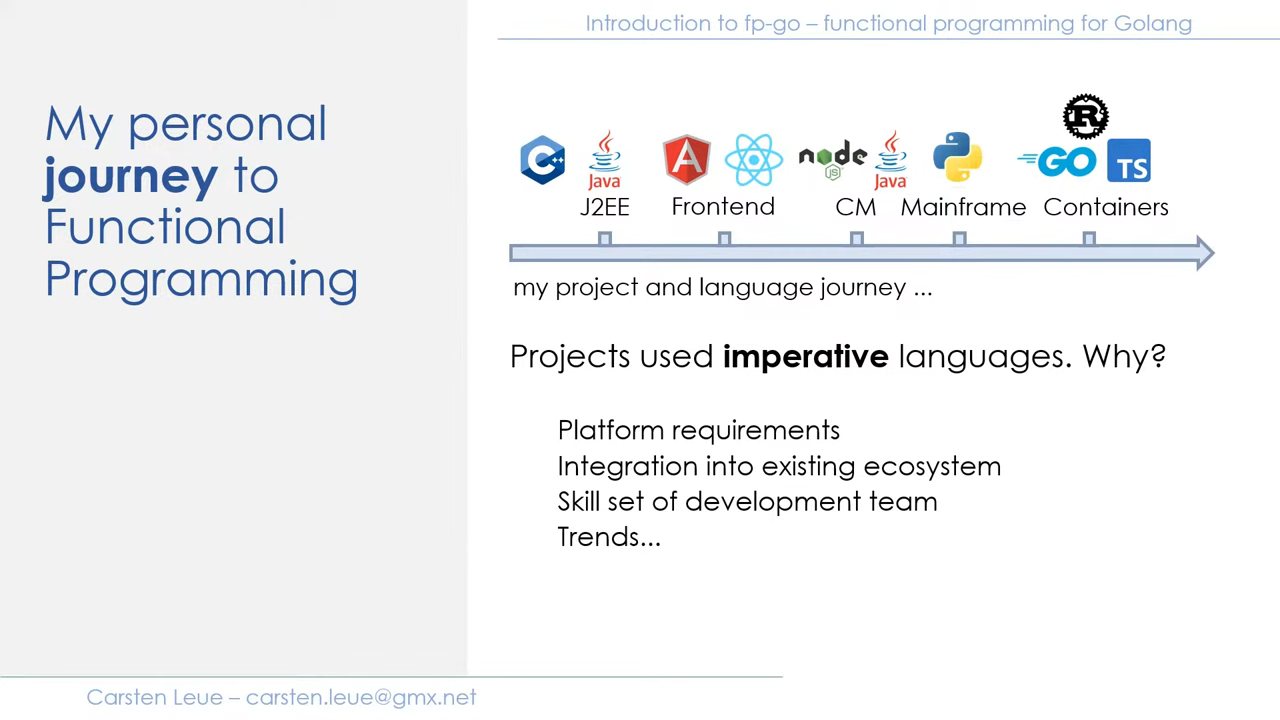 Introduction to fp-go – functional programming for Golang
My personal
journey to
Functional
Programming
C++
Java
A
node
JS
Java
R
GO
TS
J2EE
Frontend
CM
Mainframe
Containers
my project and language journey ...
Projects used imperative languages. Why?
Platform requirements
Integration into existing ecosystem
Skill set of development team
Trends...
Carsten Leue – carsten.leue@gmx.net